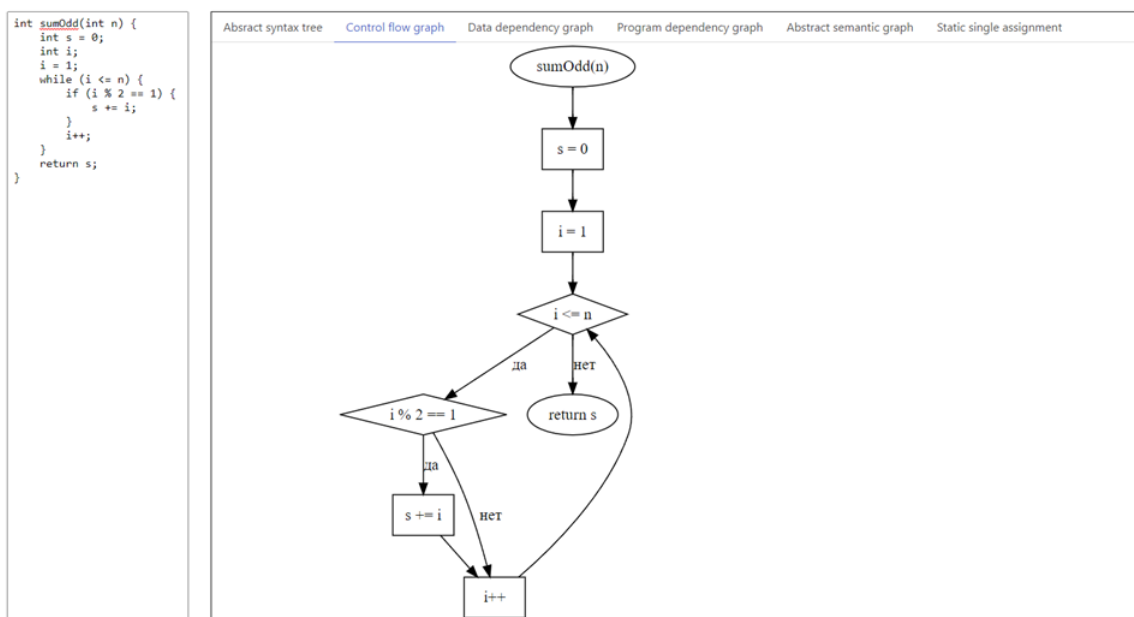 int sumOdd(int n) {
    int s = 0;
    int i;
    i = 1;
    while (i <= n) {
        if (i % 2 == 1) {
            s += i;
        }
        i++;
    }
    return s;
}
Absract syntax tree Control flow graph Data dependency graph Program dependency graph Abstract semantic graph Static single assignment
sumOdd(n)
s = 0
i = 1
i <= n
да
нет
i % 2 == 1
return s
да
s += i
нет
i++